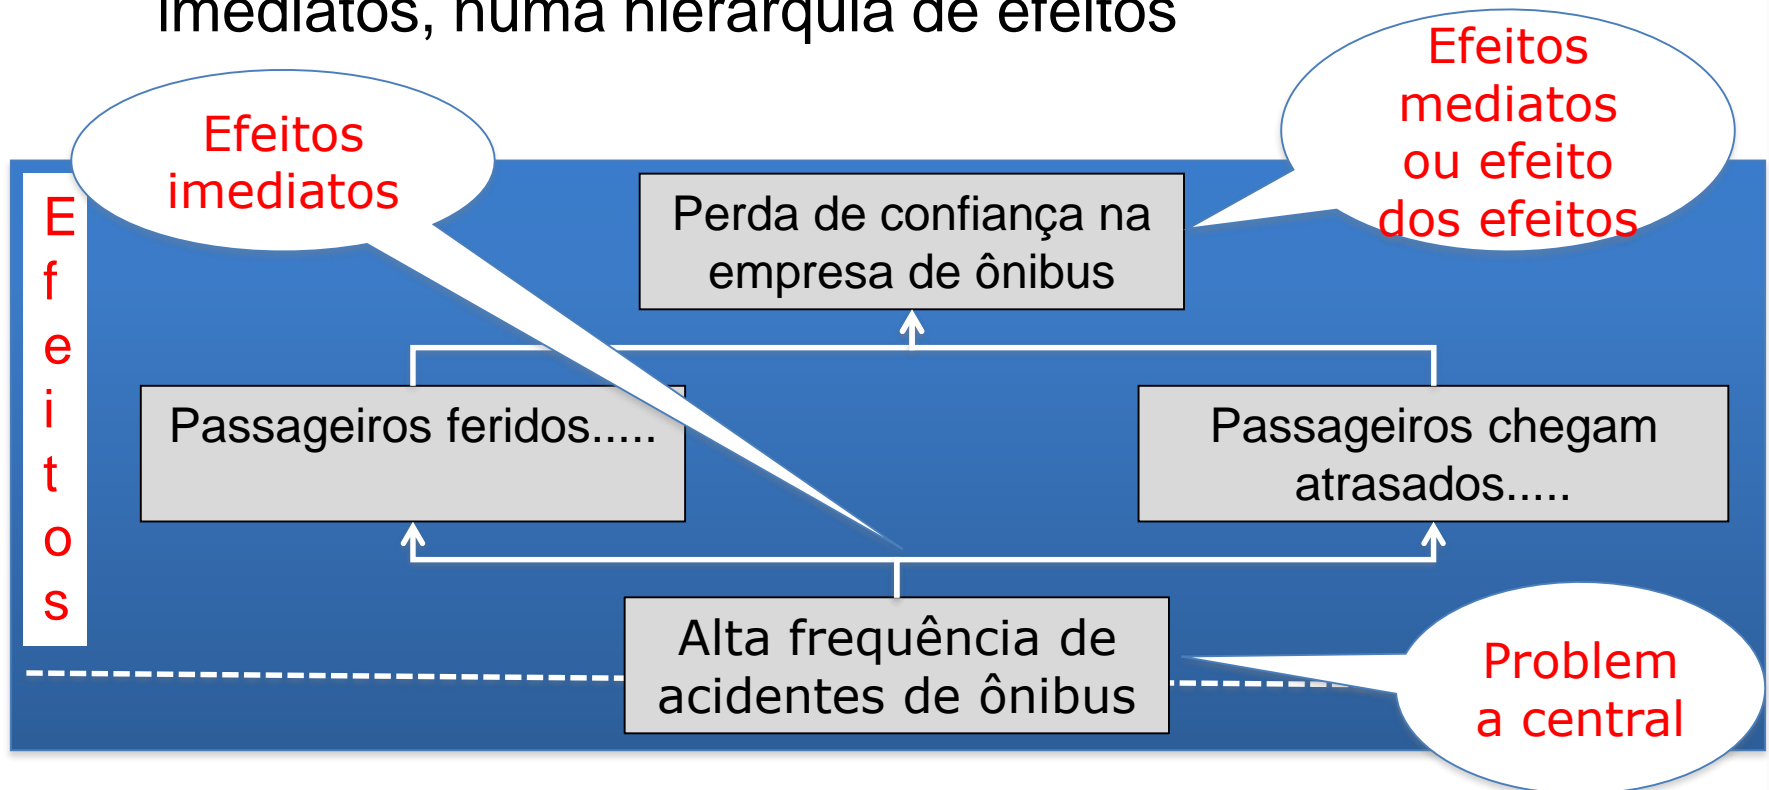 imediatos, numa hierarquia de efeitos
Efeitos
mediatos
ou efeito
dos efeitos
Efeitos
imediatos
E
f
e
i
t
o
s
Perda de confiança na
empresa de ônibus
Passageiros feridos.....
Passageiros chegam
atrasados.....
Alta frequência de
acidentes de ônibus
Problem
a central